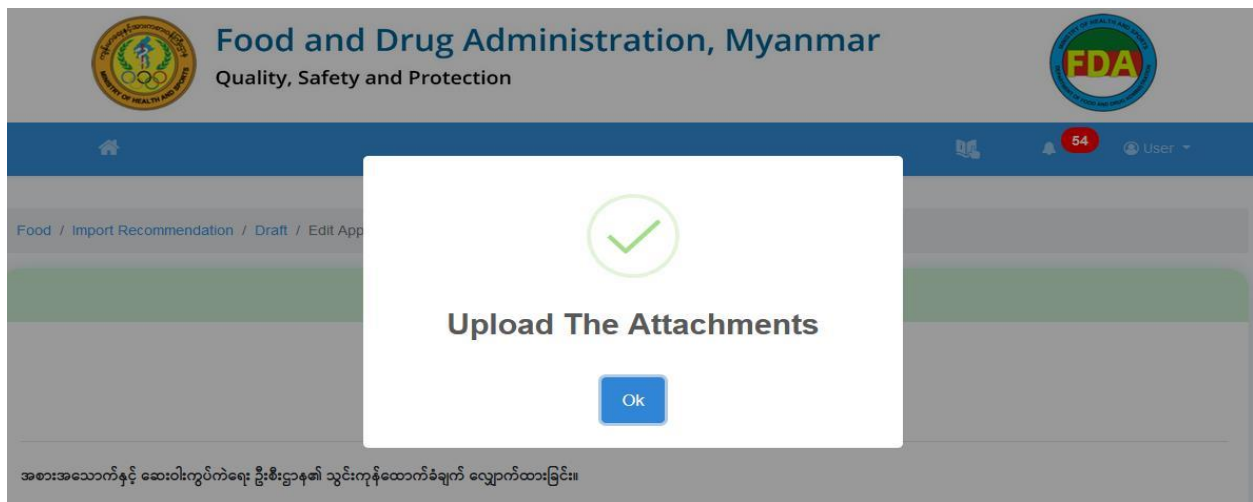 Food and Drug Administration, Myanmar
Quality, Safety and Protection
FDA
54
User
Food / Import Recommendation / Draft / Edit App
Upload The Attachments
Ok
အစားအသောက်နှင့် ဆေးဝါးကွပ်ကဲရေး ဦးစီးဌာန၏ သွင်းကုန်ထောက်ခံချက် လျှောက်ထားခြင်း။